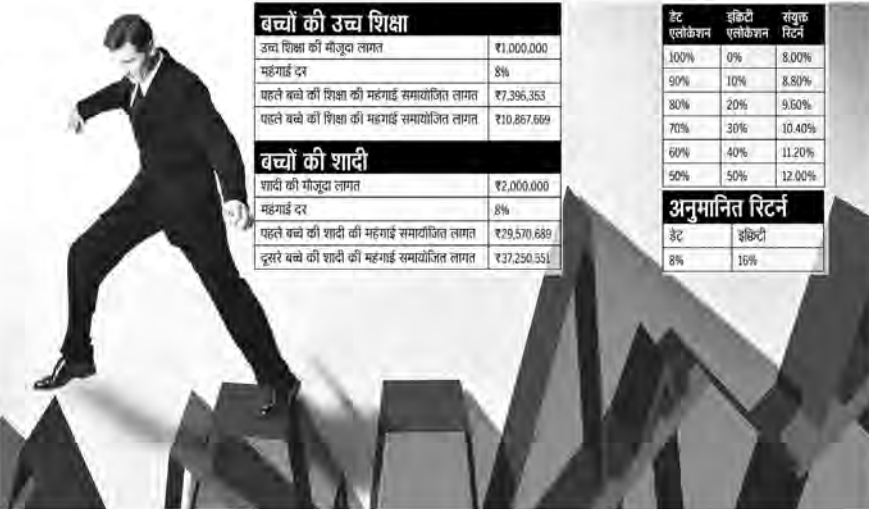 बच्चों की उच्च शिक्षा
उच्च शिक्षा की मौजूदा लागत ₹1,000,000
महंगाई दर 8%
पहले बच्चे की शिक्षा की महंगाई समायोजित लागत ₹7,396,353
पहले बच्चे की शिक्षा की महंगाई समायोजित लागत ₹10,867,669
बच्चों की शादी
शादी की मौजूदा लागत ₹2,000,000
महंगाई दर 8%
पहले बच्चे की शादी की महंगाई समायोजित लागत ₹29,570,689
दूसरे बच्चे की शादी की महंगाई समायोजित लागत ₹37,250,551
डेट एलोकेशन इक्विटी एलोकेशन संयुक्त रिटर्न
100% 0% 8.00%
90% 10% 8.80%
80% 20% 9.60%
70% 30% 10.40%
60% 40% 11.20%
50% 50% 12.00%
अनुमानित रिटर्न
डेट इक्विटी
8% 16%